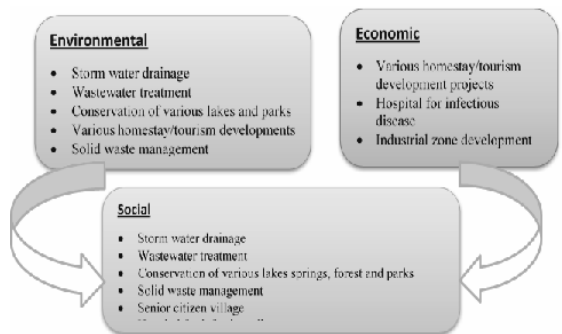 Environmental
• Storm water drainage
• Wastewater treatment
• Conservation of various lakes and parks
• Various homestay/tourism developments
• Solid waste management
Economic
• Various homestay/tourism
development projects
• Hospital for infectious
disease
• Industrial zone development
Social
• Storm water drainage
• Wastewater treatment
• Conservation of various lakes springs, forest and parks
• Solid waste management
• Senior citizen village